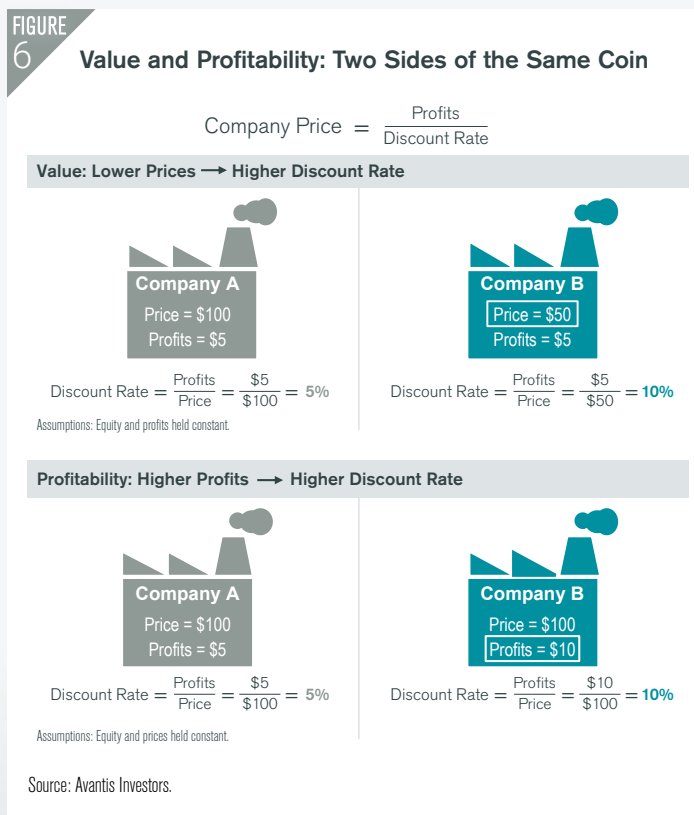 FIGURE
6
Value and Profitability: Two Sides of the Same Coin
Company Price = Profits / Discount Rate
Value: Lower Prices → Higher Discount Rate
Company A
Price = $100
Profits = $5
Discount Rate = Profits / Price = $5 / $100 = 5%
Assumptions: Equity and profits held constant.
Company B
Price = $50
Profits = $5
Discount Rate = Profits / Price = $5 / $50 = 10%
Profitability: Higher Profits → Higher Discount Rate
Company A
Price = $100
Profits = $5
Discount Rate = Profits / Price = $5 / $100 = 5%
Assumptions: Equity and prices held constant.
Company B
Price = $100
Profits = $10
Discount Rate = Profits / Price = $10 / $100 = 10%
Source: Avantis Investors.